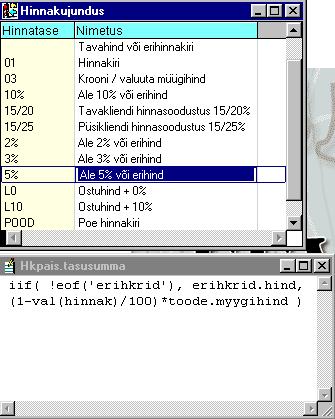 Hinnakujundus
Hinnatase Nimetus
Tavahind või erihinnakiri
01 Hinnakiri
03 Krooni / valuuta müügihind
10% Ale 10% või erihind
15/20 Tavakliendi hinnasoodustus 15/20%
15/25 Püsikliendi hinnasoodustus 15/25%
2% Ale 2% või erihind
3% Ale 3% või erihind
5% Ale 5% või erihind
L0 Ostuhind + 0%
L10 Ostuhind + 10%
POOD Poe hinnakiri
Hkpais.tasusumma
iif( !eof('erihkrid'), erihkrid.hind,
(1-val(hinnak)/100)*toode.myygihind )